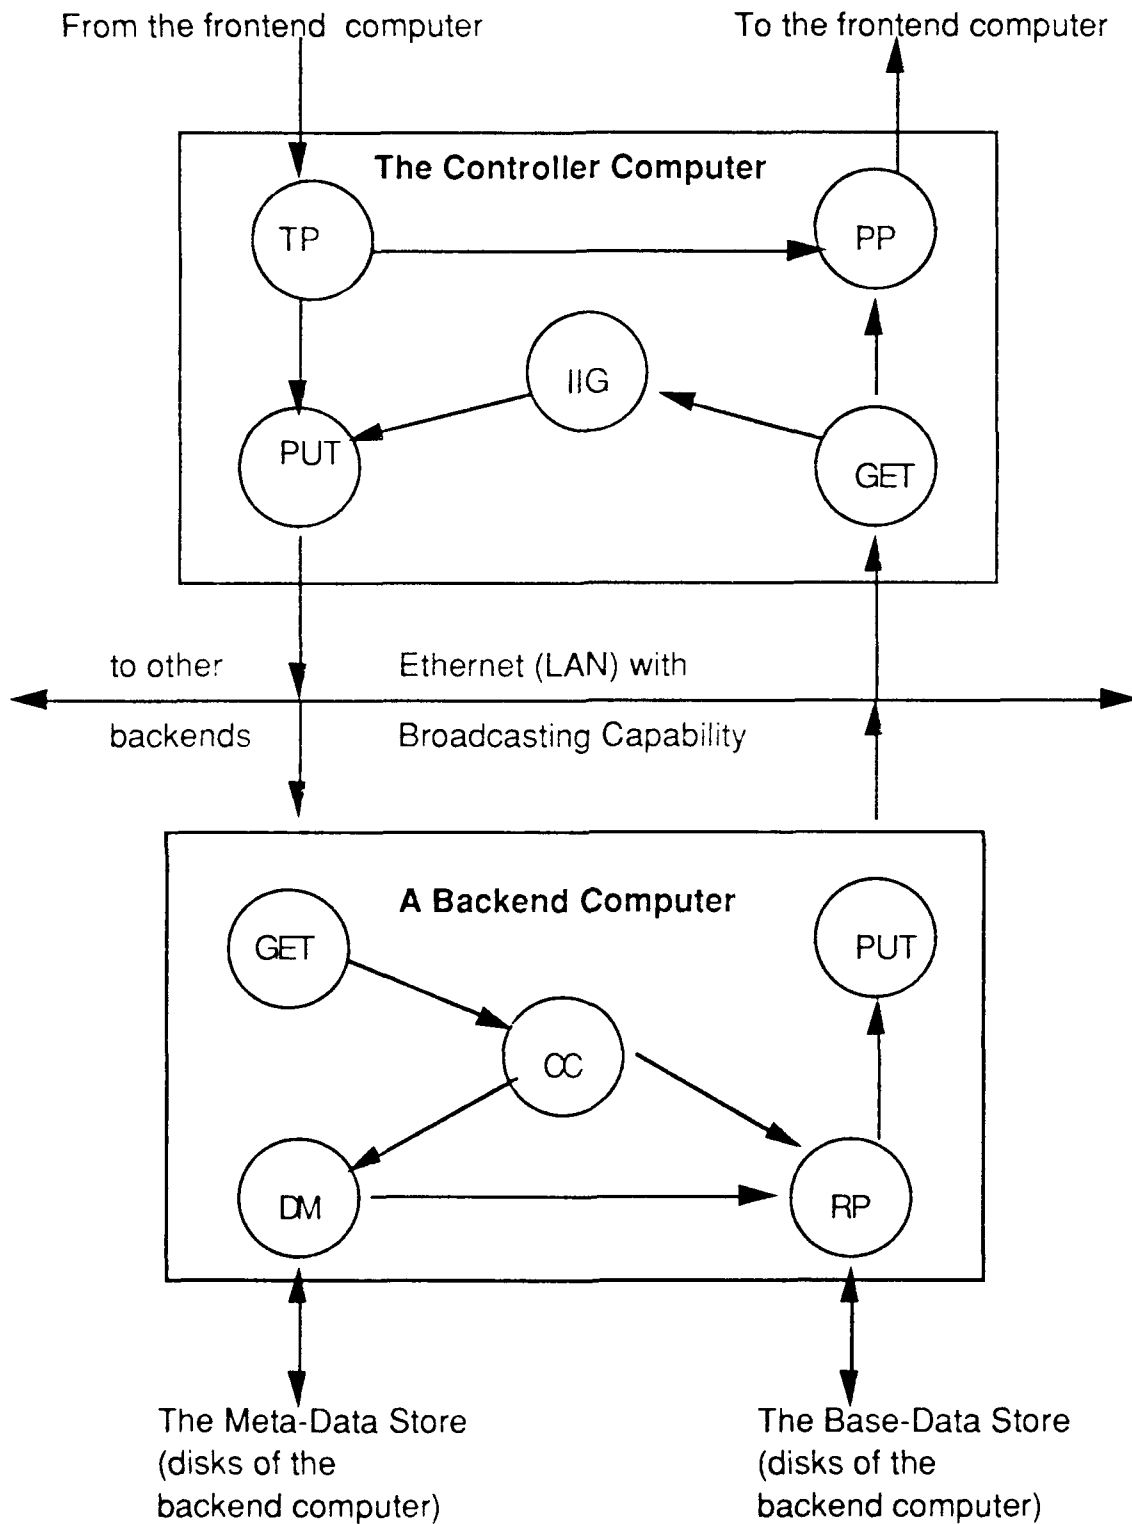 From the frontend computer
To the frontend computer
The Controller Computer
TP
PP
IIG
PUT
GET
to other
Ethernet (LAN) with
backends
Broadcasting Capability
A Backend Computer
GET
PUT
CC
DM
RP
The Meta-Data Store
(disks of the
backend computer)
The Base-Data Store
(disks of the
backend computer)